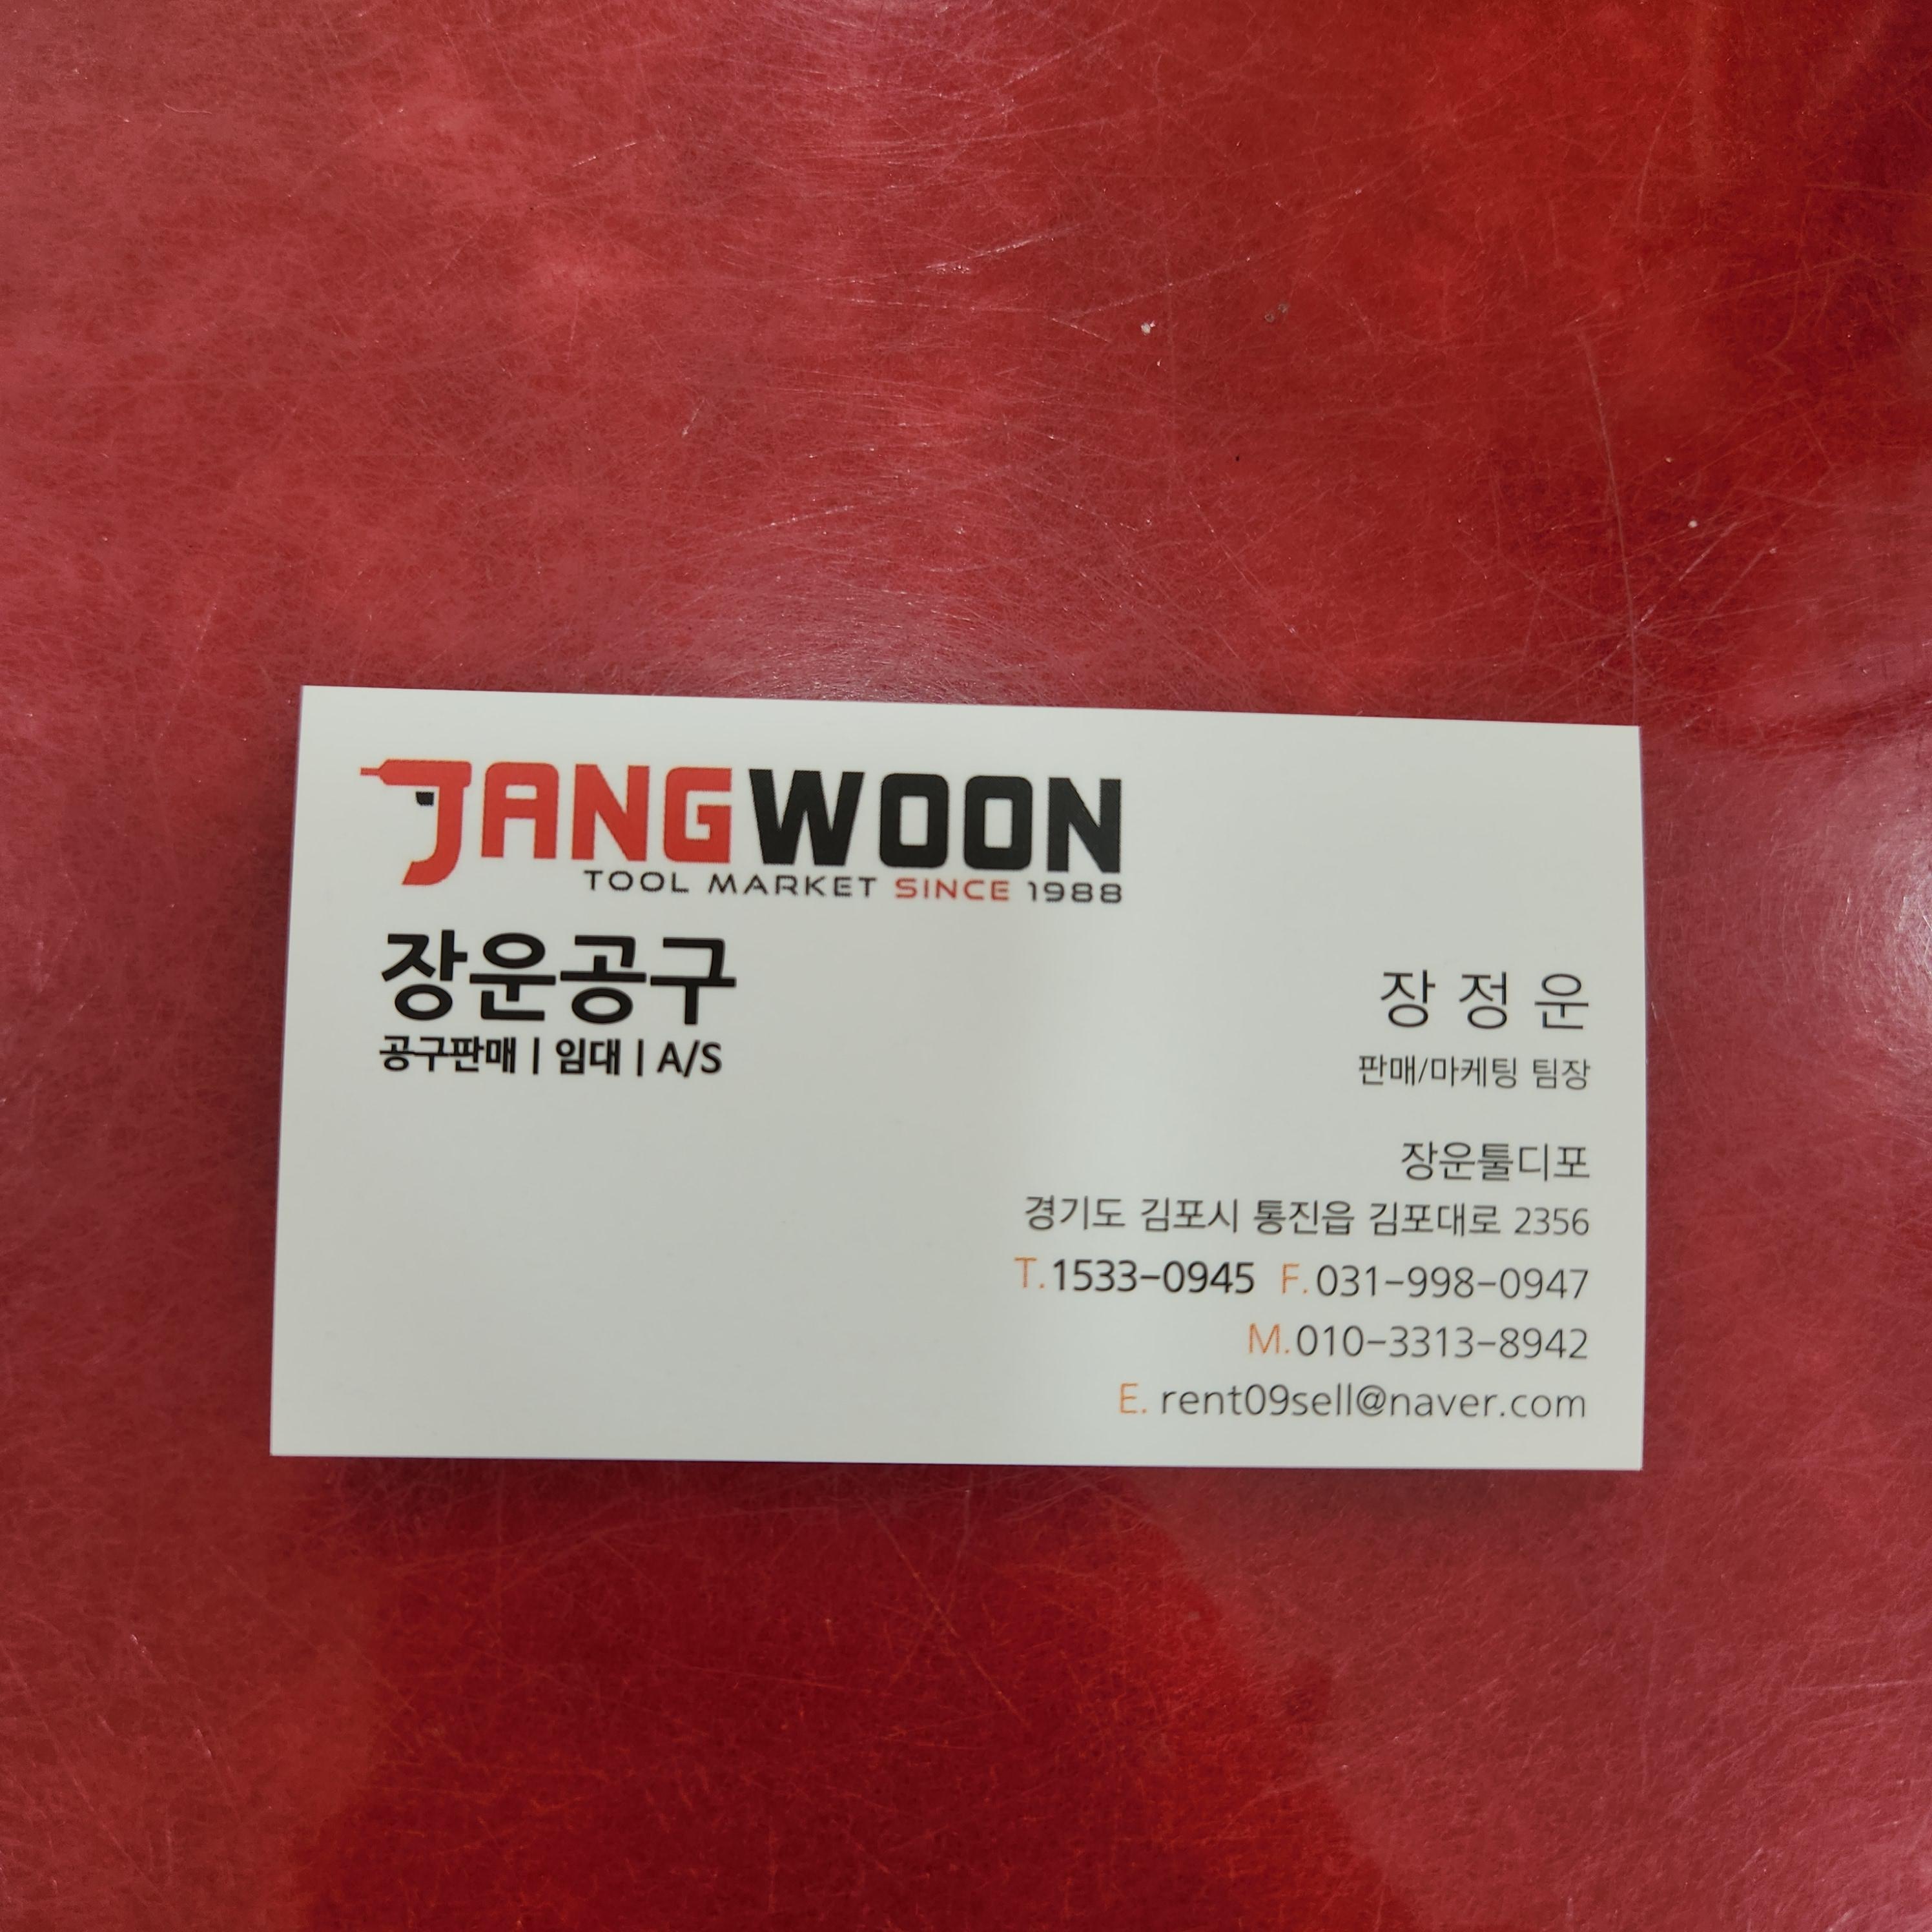 JANGWOON
TOOL MARKET SINCE 1988
장운공구
공구판매 | 임대 | A/S
장 정 운
판매/마케팅 팀장
장운툴디포
경기도 김포시 통진읍 김포대로 2356
T.1533-0945 F.031-998-0947
M.010-3313-8942
E. rent09sell@naver.com